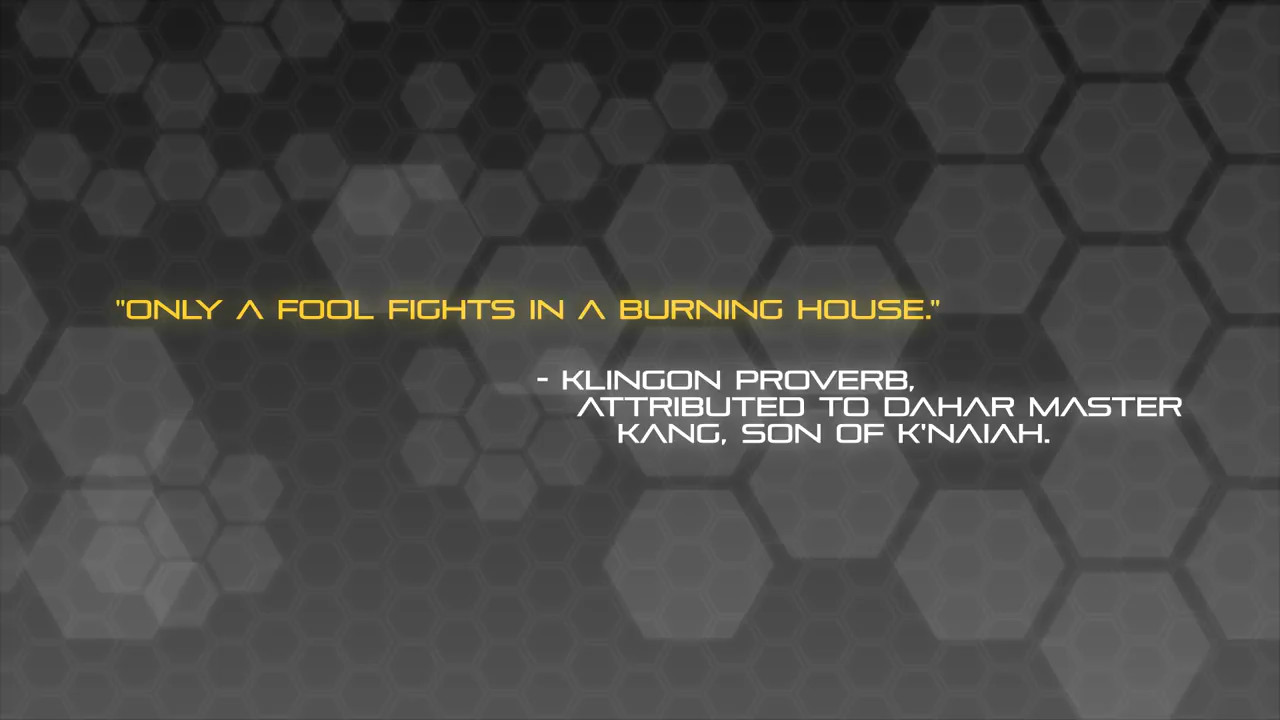 "ONLY A FOOL FIGHTS IN A BURNING HOUSE."
- KLINGON PROVERB,
ATTRIBUTED TO DAHAR MASTER
KANG, SON OF K'NAIAH.